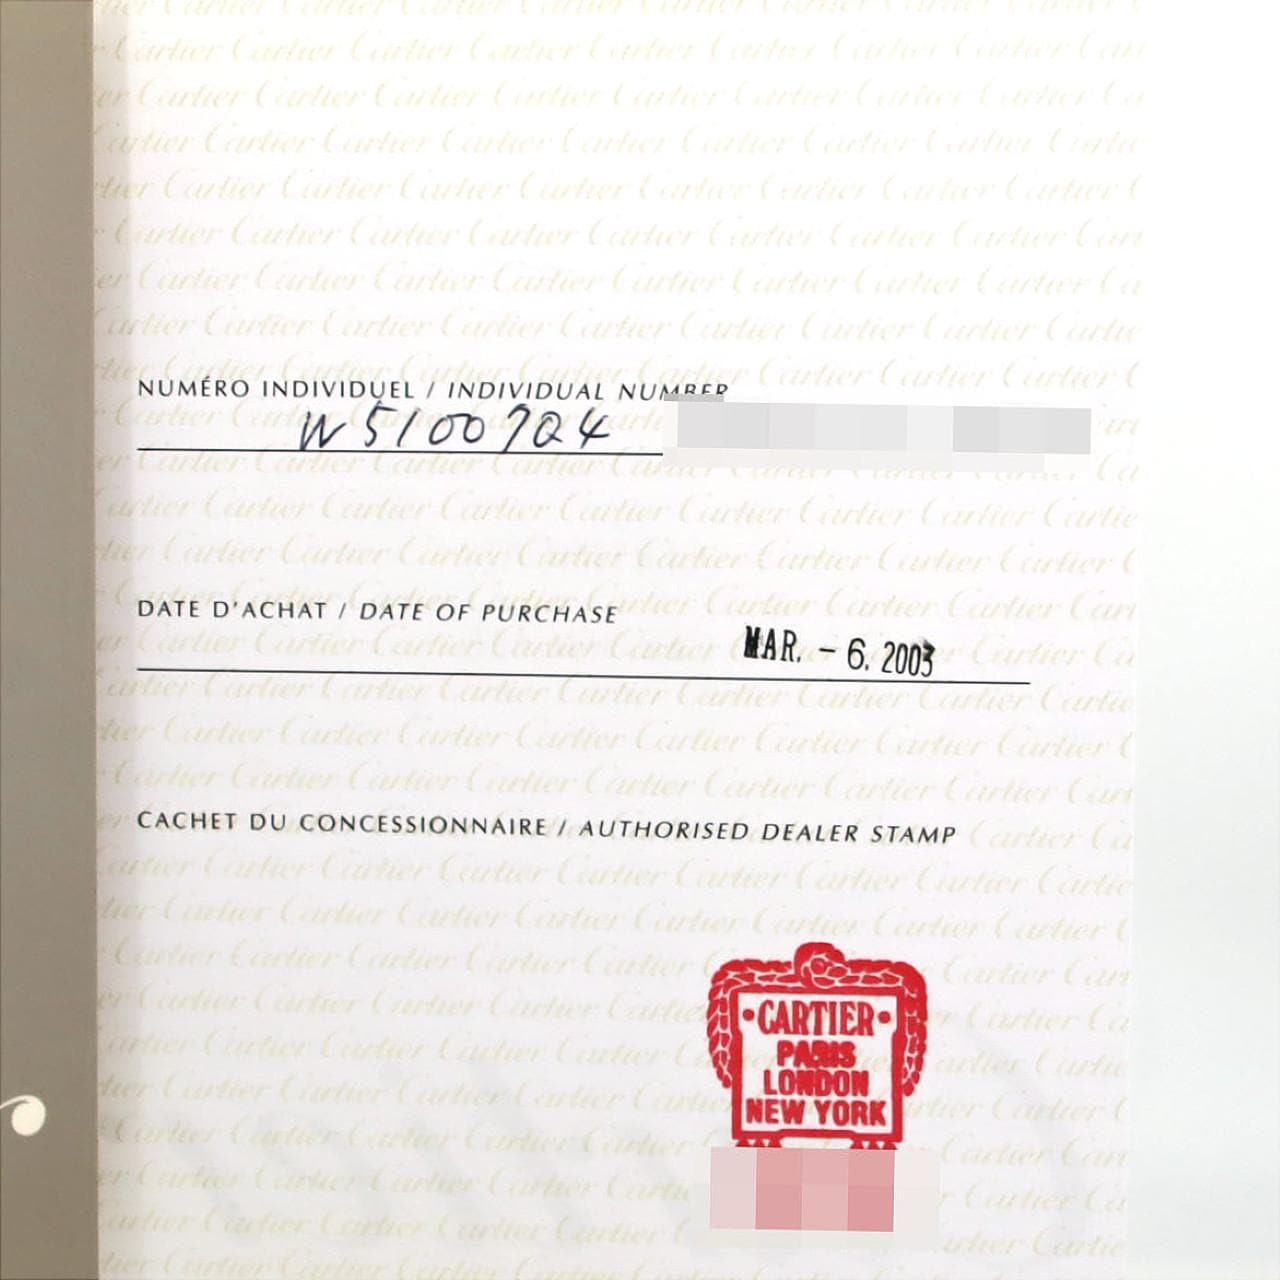 NUMÉRO INDIVIDUEL / INDIVIDUAL NUMBER
W51007Q4
DATE D'ACHAT / DATE OF PURCHASE
MAR. - 6. 2003
CACHET DU CONCESSIONNAIRE / AUTHORISED DEALER STAMP
·CARTIER·
PARIS
LONDON
NEW YORK